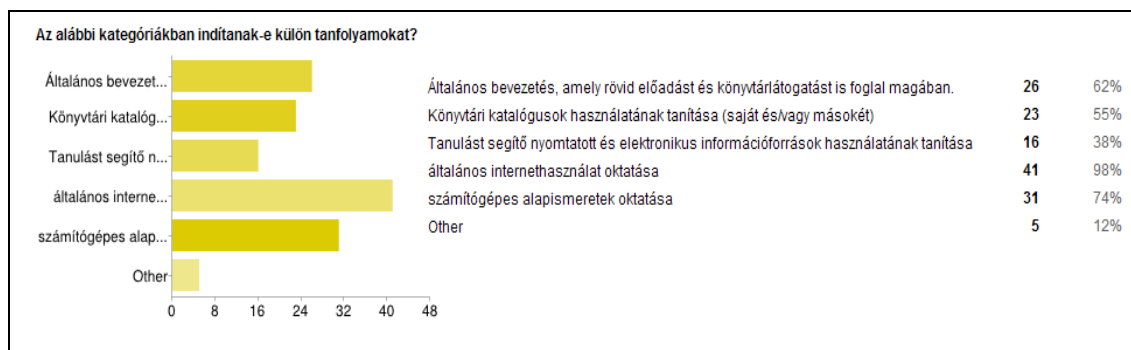 Az alábbi kategóriákban indítanak-e külön tanfolyamokat?
Általános bevezet...
Könyvtári katalóg...
Tanulást segítő n...
általános interne...
számítógépes alap...
Other
0 8 16 24 32 40 48
Általános bevezetés, amely rövid előadást és könyvtárlátogatást is foglal magában. 26 62%
Könyvtári katalógusok használatának tanítása (saját és/vagy másokét) 23 55%
Tanulást segítő nyomtatott és elektronikus információforrások használatának tanítása 16 38%
általános internethasználat oktatása 41 98%
számítógépes alapismeretek oktatása 31 74%
Other 5 12%